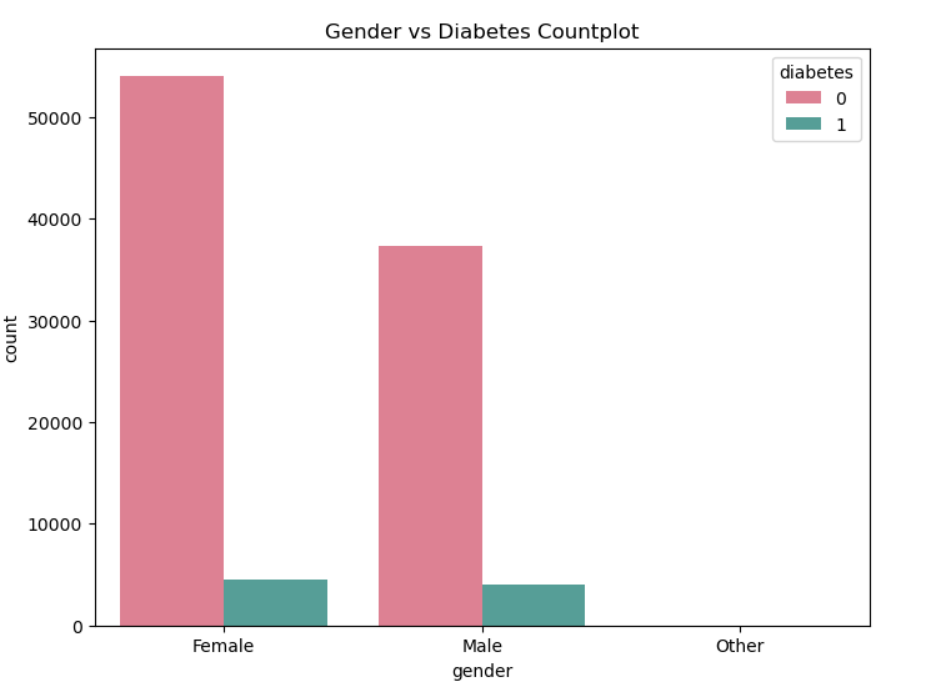 Gender vs Diabetes Countplot
diabetes
0
1
50000
40000
30000
20000
10000
0
count
Female
Male
Other
gender